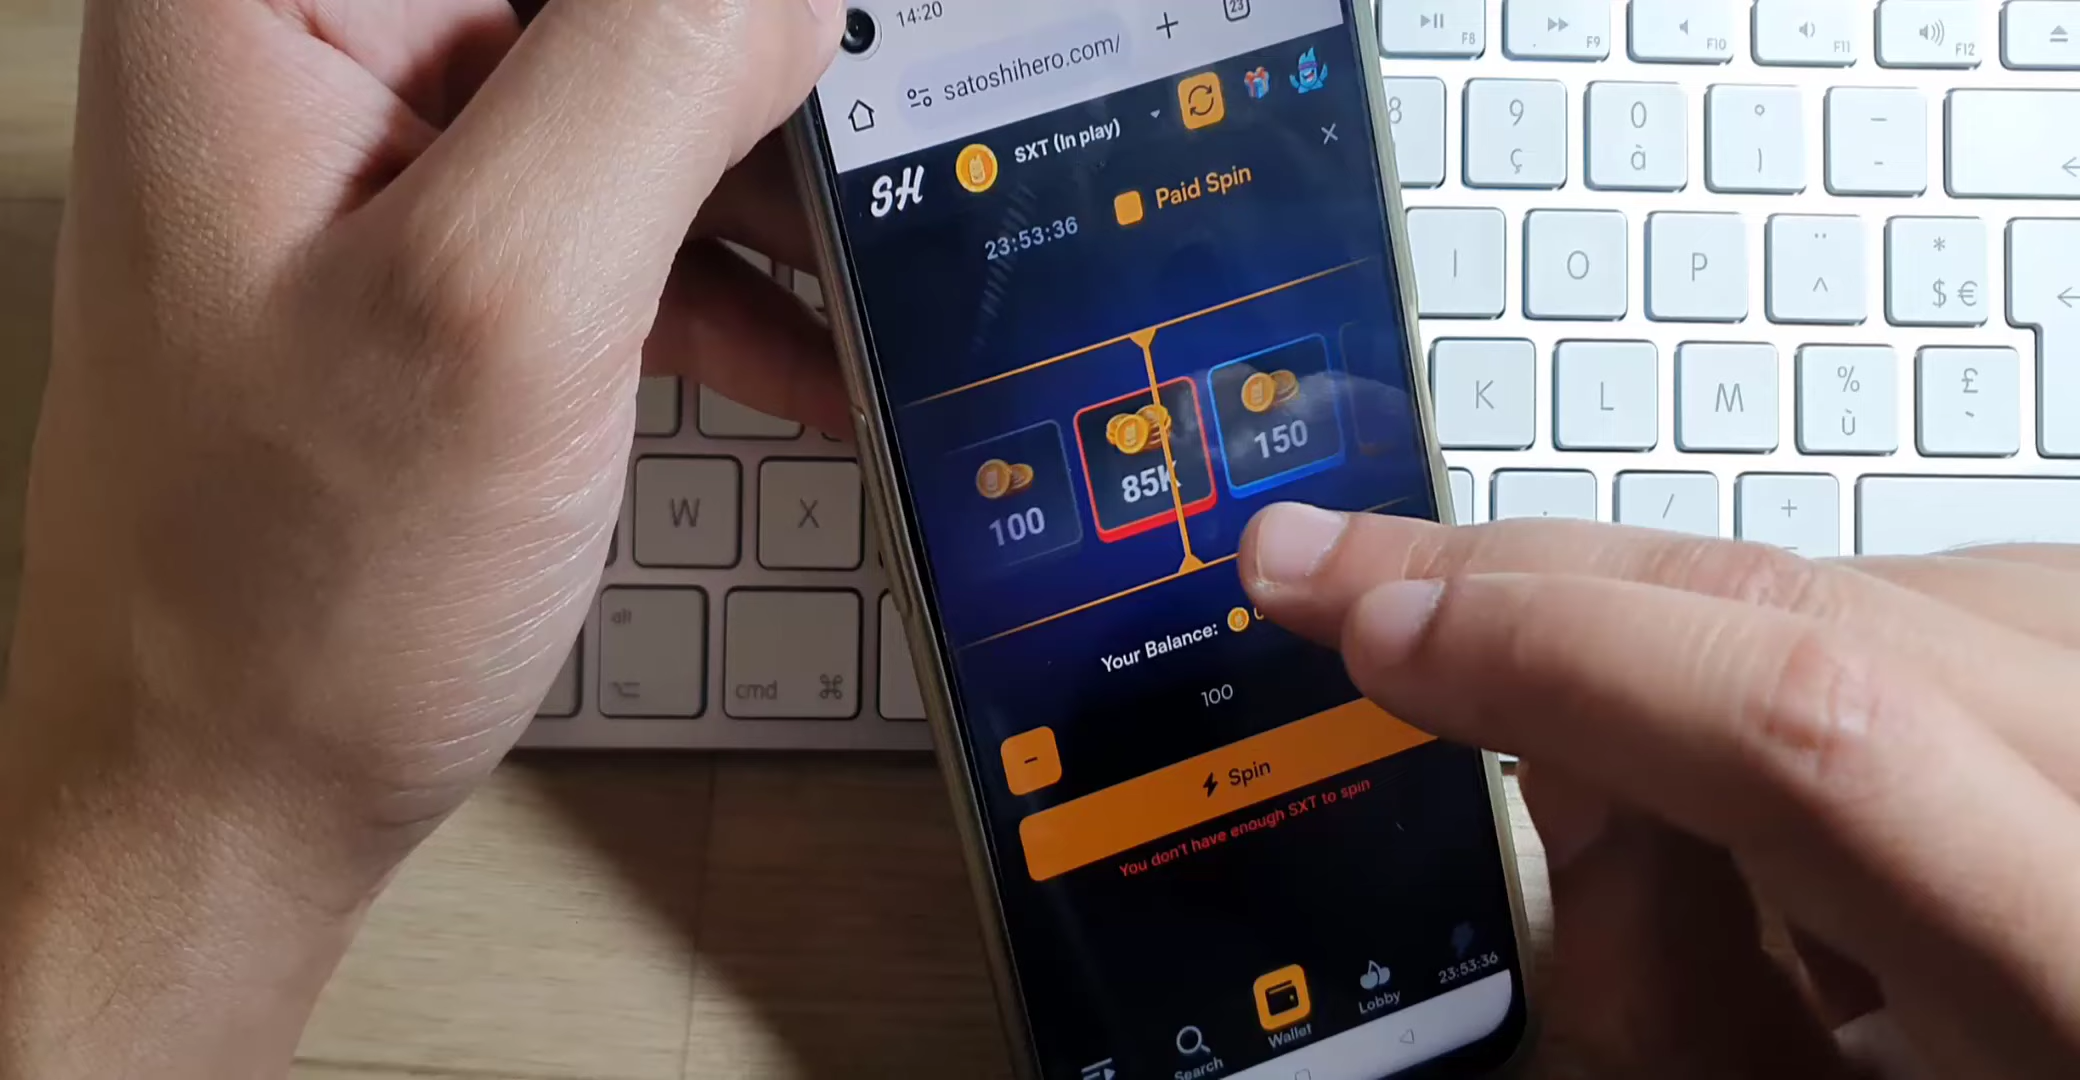 14:20
23
satoshihero.com/
SH
SXT (In play)
23:53:36
Paid Spin
100
85K
150
Your Balance:
100
-
Spin
You don't have enough SXT to spin
Search
Wallet
Lobby
23:53:36
F8
F9
F10
F11
F12
8
9
ç
0
à
°
)
_
-
I
O
P
¨
^
*
$ €
K
L
M
%
ù
£
`
W
X
/
+
alt
cmd ⌘